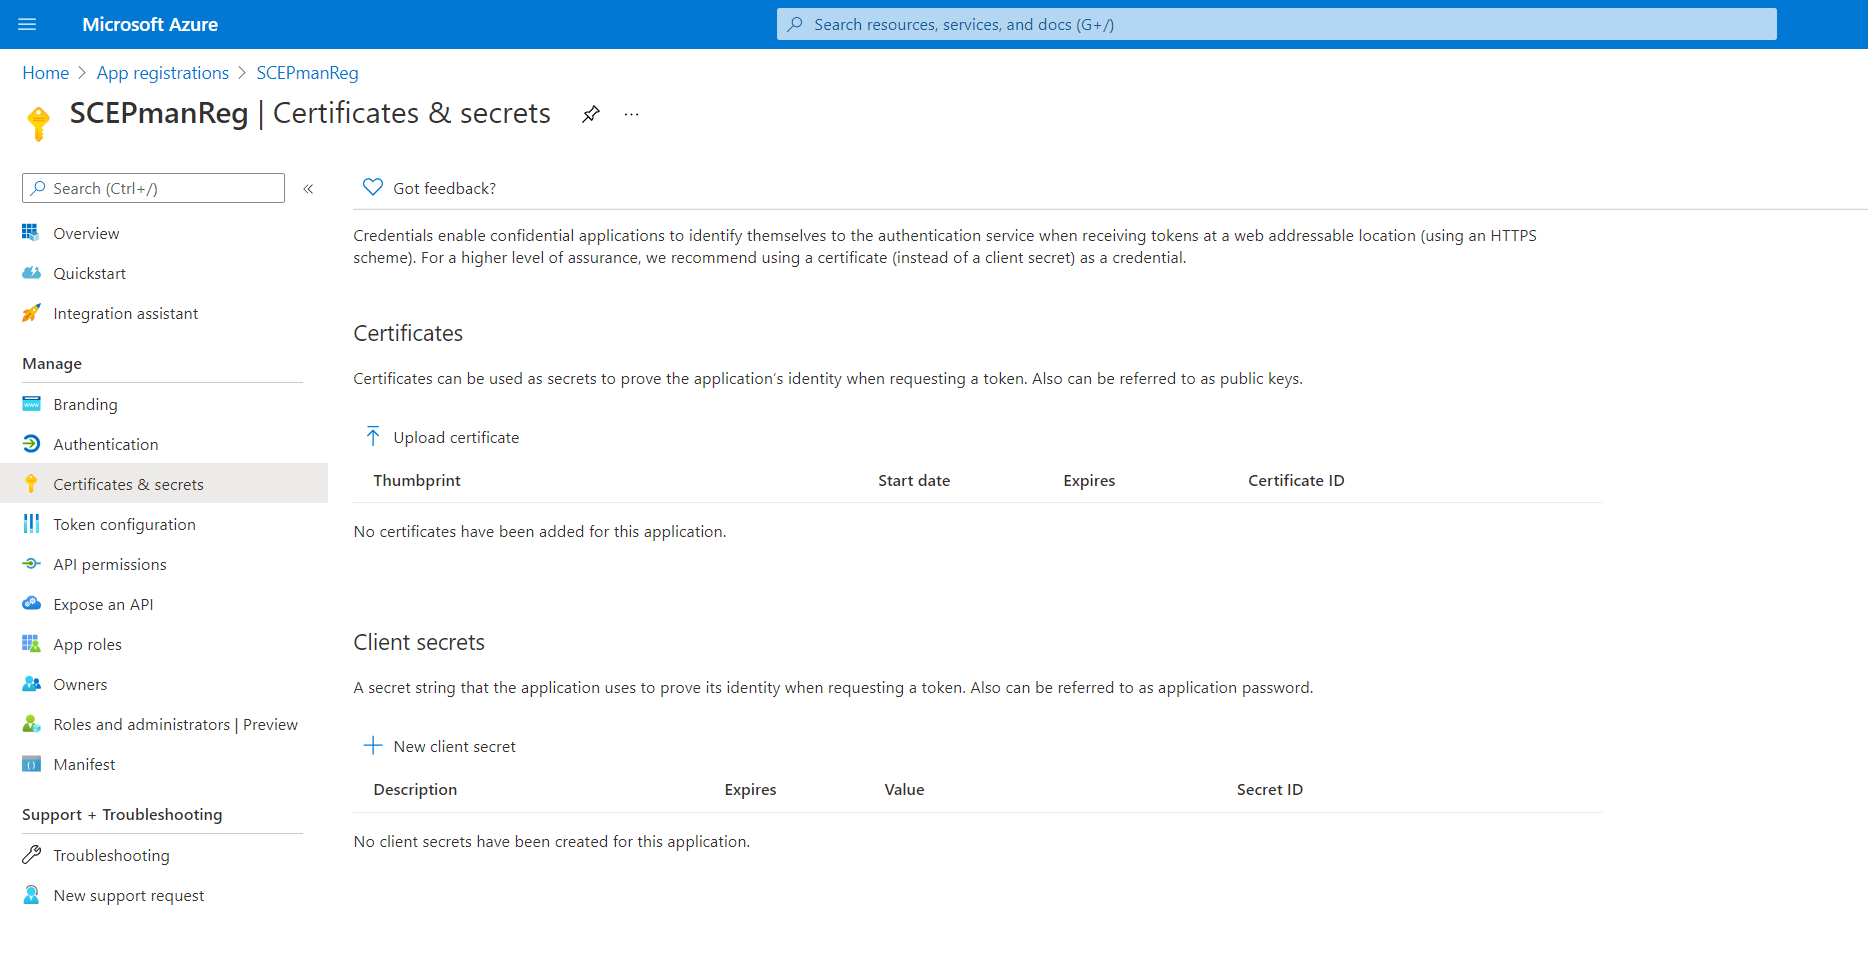 Microsoft Azure
Search resources, services, and docs (G+/)
Home > App registrations > SCEPmanReg
SCEPmanReg | Certificates & secrets
Search (Ctrl+/)
Overview
Quickstart
Integration assistant
Manage
Branding
Authentication
Certificates & secrets
Token configuration
API permissions
Expose an API
App roles
Owners
Roles and administrators | Preview
Manifest
Support + Troubleshooting
Troubleshooting
New support request
Got feedback?
Credentials enable confidential applications to identify themselves to the authentication service when receiving tokens at a web addressable location (using an HTTPS
scheme). For a higher level of assurance, we recommend using a certificate (instead of a client secret) as a credential.
Certificates
Certificates can be used as secrets to prove the application's identity when requesting a token. Also can be referred to as public keys.
Upload certificate
Thumbprint Start date Expires Certificate ID
No certificates have been added for this application.
Client secrets
A secret string that the application uses to prove its identity when requesting a token. Also can be referred to as application password.
New client secret
Description Expires Value Secret ID
No client secrets have been created for this application.